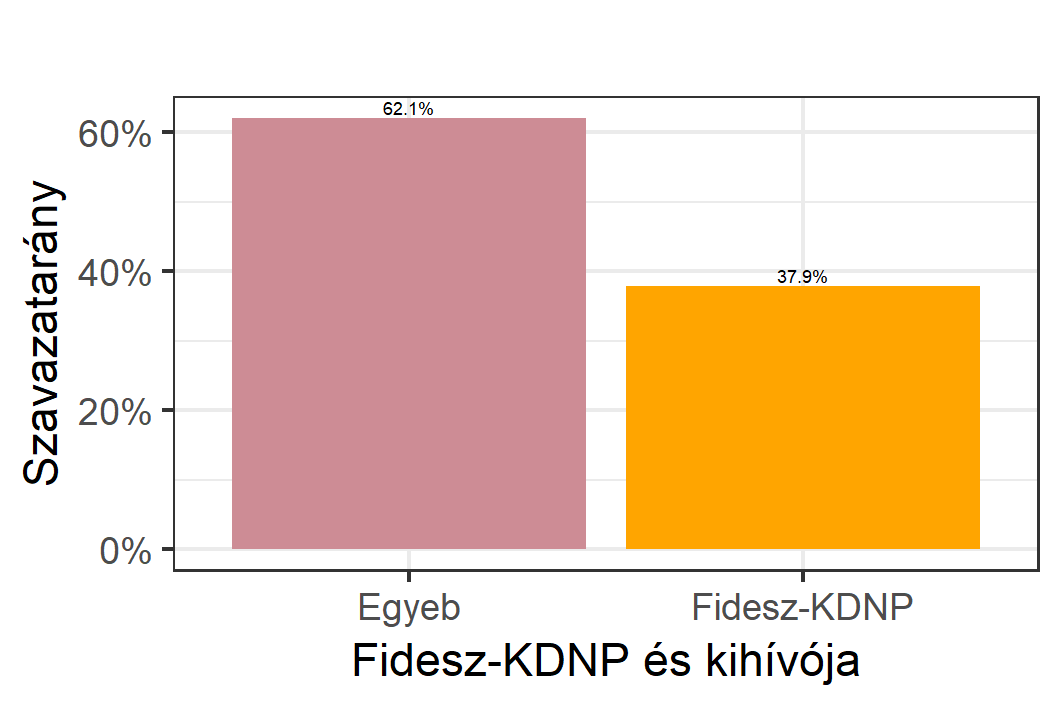 62.1%
60%
37.9%
40%
20%
0%
Szavazatarány
Egyeb
Fidesz-KDNP
Fidesz-KDNP és kihívója